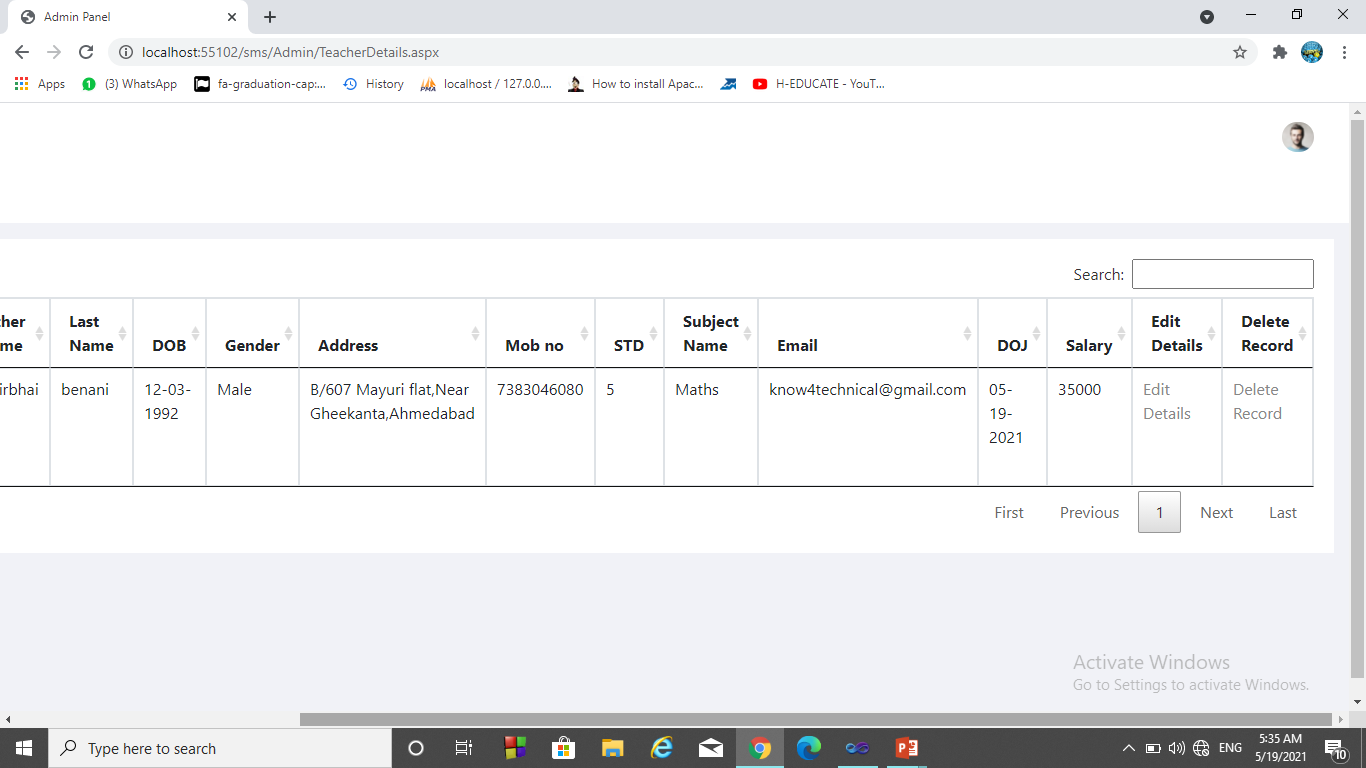 Admin Panel
localhost:55102/sms/Admin/TeacherDetails.aspx
Apps (3) WhatsApp fa-graduation-cap:... History localhost / 127.0.0.... How to install Apac... H-EDUCATE - YouT...
Search:
ther Last Subject Edit Delete
me Name DOB Gender Address Mob no STD Name Email DOJ Salary Details Record
irbhai benani 12-03- Male B/607 Mayuri flat,Near 7383046080 5 Maths know4technical@gmail.com 05- 35000 Edit Delete
1992 Gheekanta,Ahmedabad 19- Details Record
2021
First Previous 1 Next Last
Activate Windows
Go to Settings to activate Windows.
Type here to search ENG 5:35 AM
5/19/2021 10